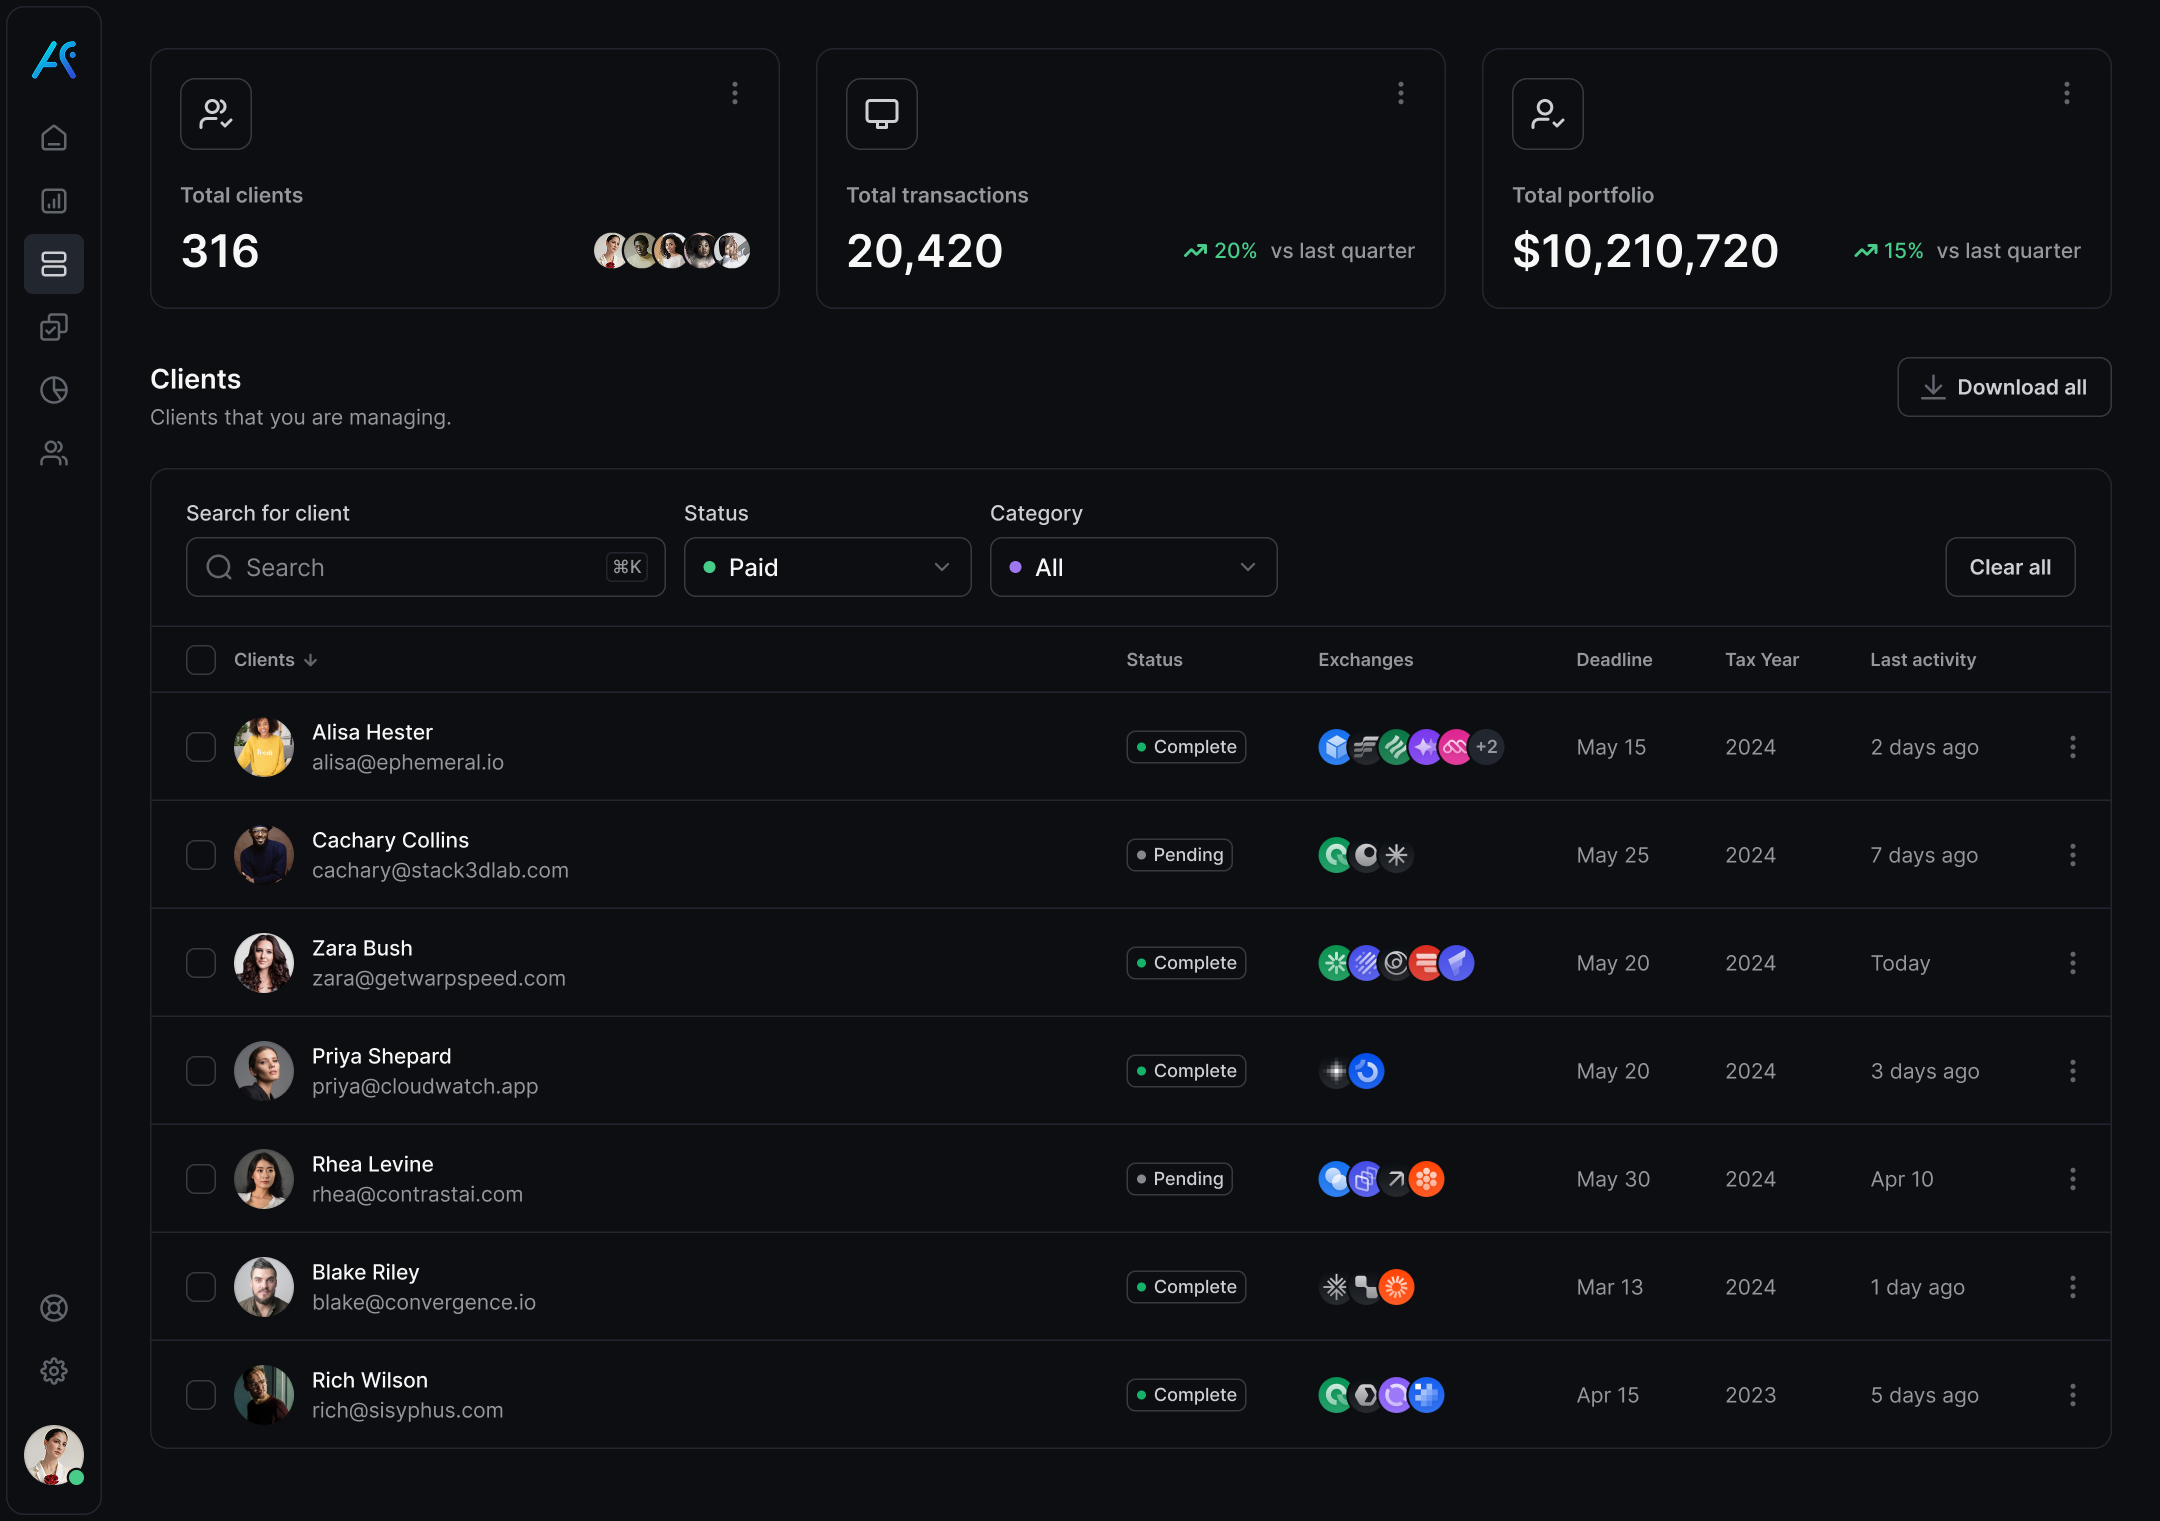 Total clients
316
Total transactions
20,420
20% vs last quarter
Total portfolio
$10,210,720
15% vs last quarter
Clients
Clients that you are managing.
Download all
Search for client
Status
Category
Search
⌘K
Paid
All
Clear all
Clients Status Exchanges Deadline Tax Year Last activity
Alisa Hester
alisa@ephemeral.io
Complete +2 May 15 2024 2 days ago
Cachary Collins
cachary@stack3dlab.com
Pending May 25 2024 7 days ago
Zara Bush
zara@getwarpspeed.com
Complete May 20 2024 Today
Priya Shepard
priya@cloudwatch.app
Complete May 20 2024 3 days ago
Rhea Levine
rhea@contrastai.com
Pending May 30 2024 Apr 10
Blake Riley
blake@convergence.io
Complete Mar 13 2024 1 day ago
Rich Wilson
rich@sisyphus.com
Complete Apr 15 2023 5 days ago